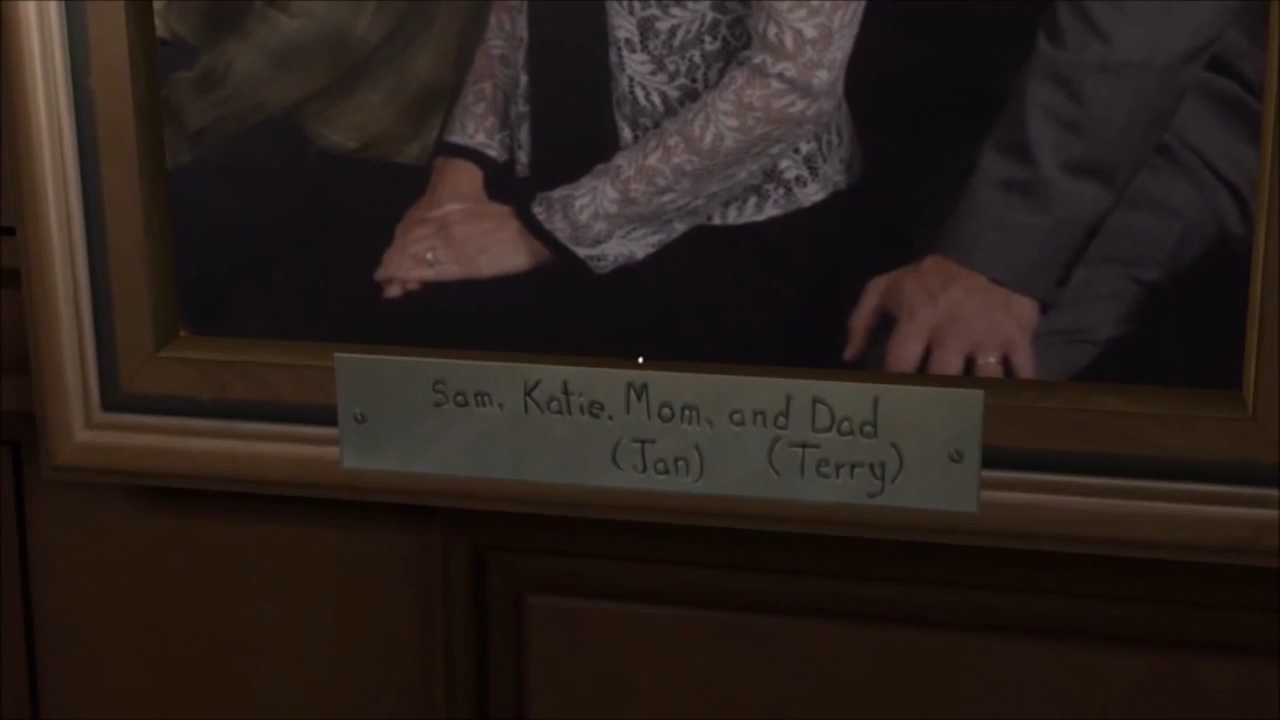 Sam, Katie, Mom, and Dad
(Jan) (Terry)